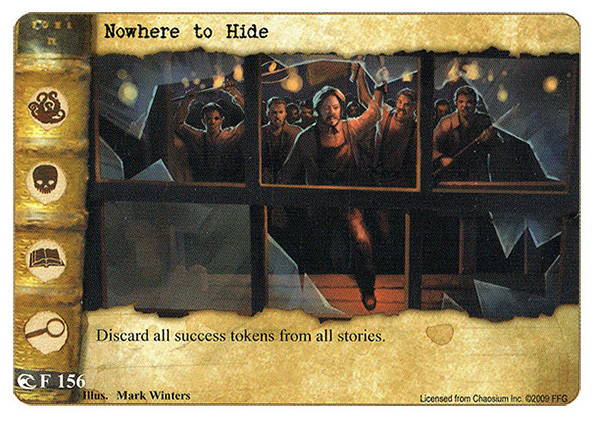 Nowhere to Hide
Discard all success tokens from all stories.
F 156
Illus. Mark Winters
Licensed from Chaosium Inc. ©2009 FFG